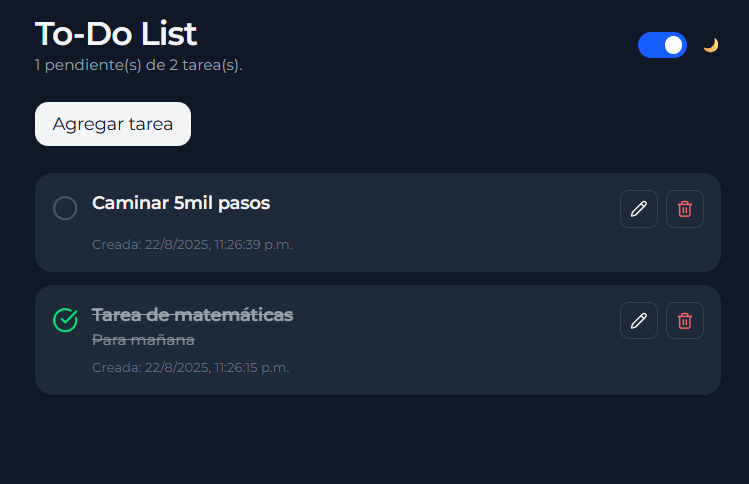 To-Do List
1 pendiente(s) de 2 tarea(s).
Agregar tarea
Caminar 5mil pasos
Creada: 22/8/2025, 11:26:39 p.m.
Tarea de matemáticas
Para mañana
Creada: 22/8/2025, 11:26:15 p.m.